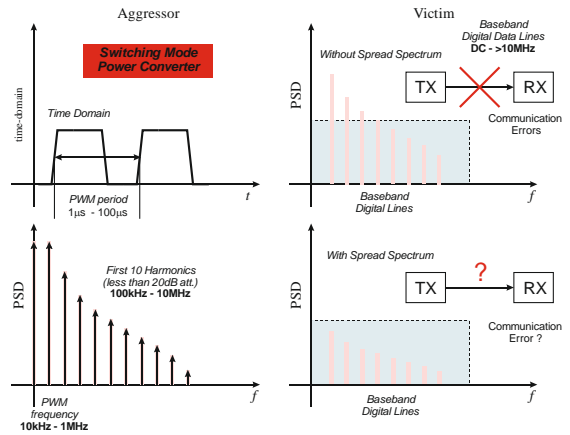 Aggressor
Switching Mode
Power Converter
time-domain
Time Domain
PWM period
1µs - 100µs
t
PSD
First 10 Harmonics
(less than 20dB att.)
100kHz - 10MHz
PWM
frequency
10kHz - 1MHz
f
Victim
Baseband
Digital Data Lines
DC - >10MHz
Without Spread Spectrum
PSD
TX
RX
Communication
Errors
Baseband
Digital Lines
f
With Spread Spectrum
?
PSD
TX
RX
Communication
Error ?
Baseband
Digital Lines
f